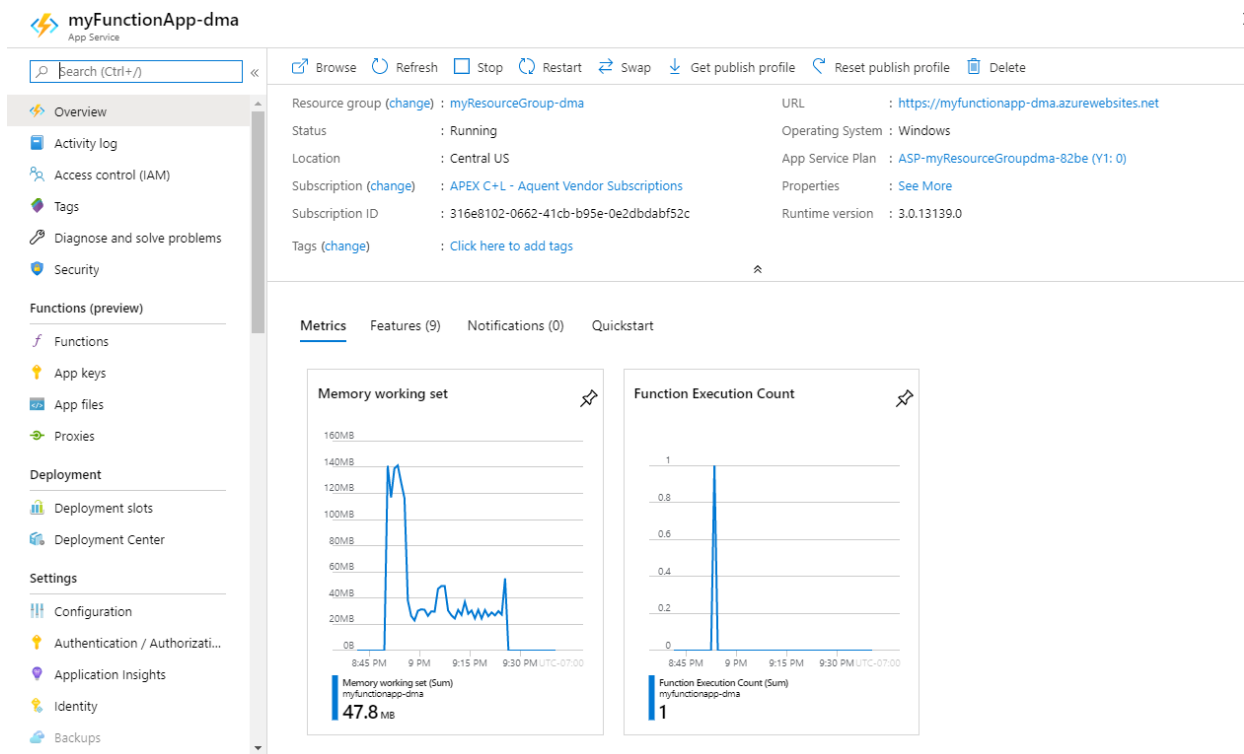 myFunctionApp-dma
App Service
Search (Ctrl+/)
«
Overview
Activity log
Access control (IAM)
Tags
Diagnose and solve problems
Security
Functions (preview)
Functions
App keys
App files
Proxies
Deployment
Deployment slots
Deployment Center
Settings
Configuration
Authentication / Authorizati...
Application Insights
Identity
Backups
Browse Refresh Stop Restart Swap Get publish profile Reset publish profile Delete
Resource group (change) : myResourceGroup-dma
Status : Running
Location : Central US
Subscription (change) : APEX C+L - Aquent Vendor Subscriptions
Subscription ID : 316e8102-0662-41cb-b95e-0e2dbdabf52c
Tags (change) : Click here to add tags
URL : https://myfunctionapp-dma.azurewebsites.net
Operating System : Windows
App Service Plan : ASP-myResourceGroupdma-82be (Y1: 0)
Properties : See More
Runtime version : 3.0.13139.0
Metrics Features (9) Notifications (0) Quickstart
Memory working set
160MB
140MB
120MB
100MB
80MB
60MB
40MB
20MB
0B
8:45 PM 9 PM 9:15 PM 9:30 PM UTC-07:00
Memory working set (Sum)
myfunctionapp-dma
47.8 MB
Function Execution Count
1
0.8
0.6
0.4
0.2
0
8:45 PM 9 PM 9:15 PM 9:30 PM UTC-07:00
Function Execution Count (Sum)
myfunctionapp-dma
1